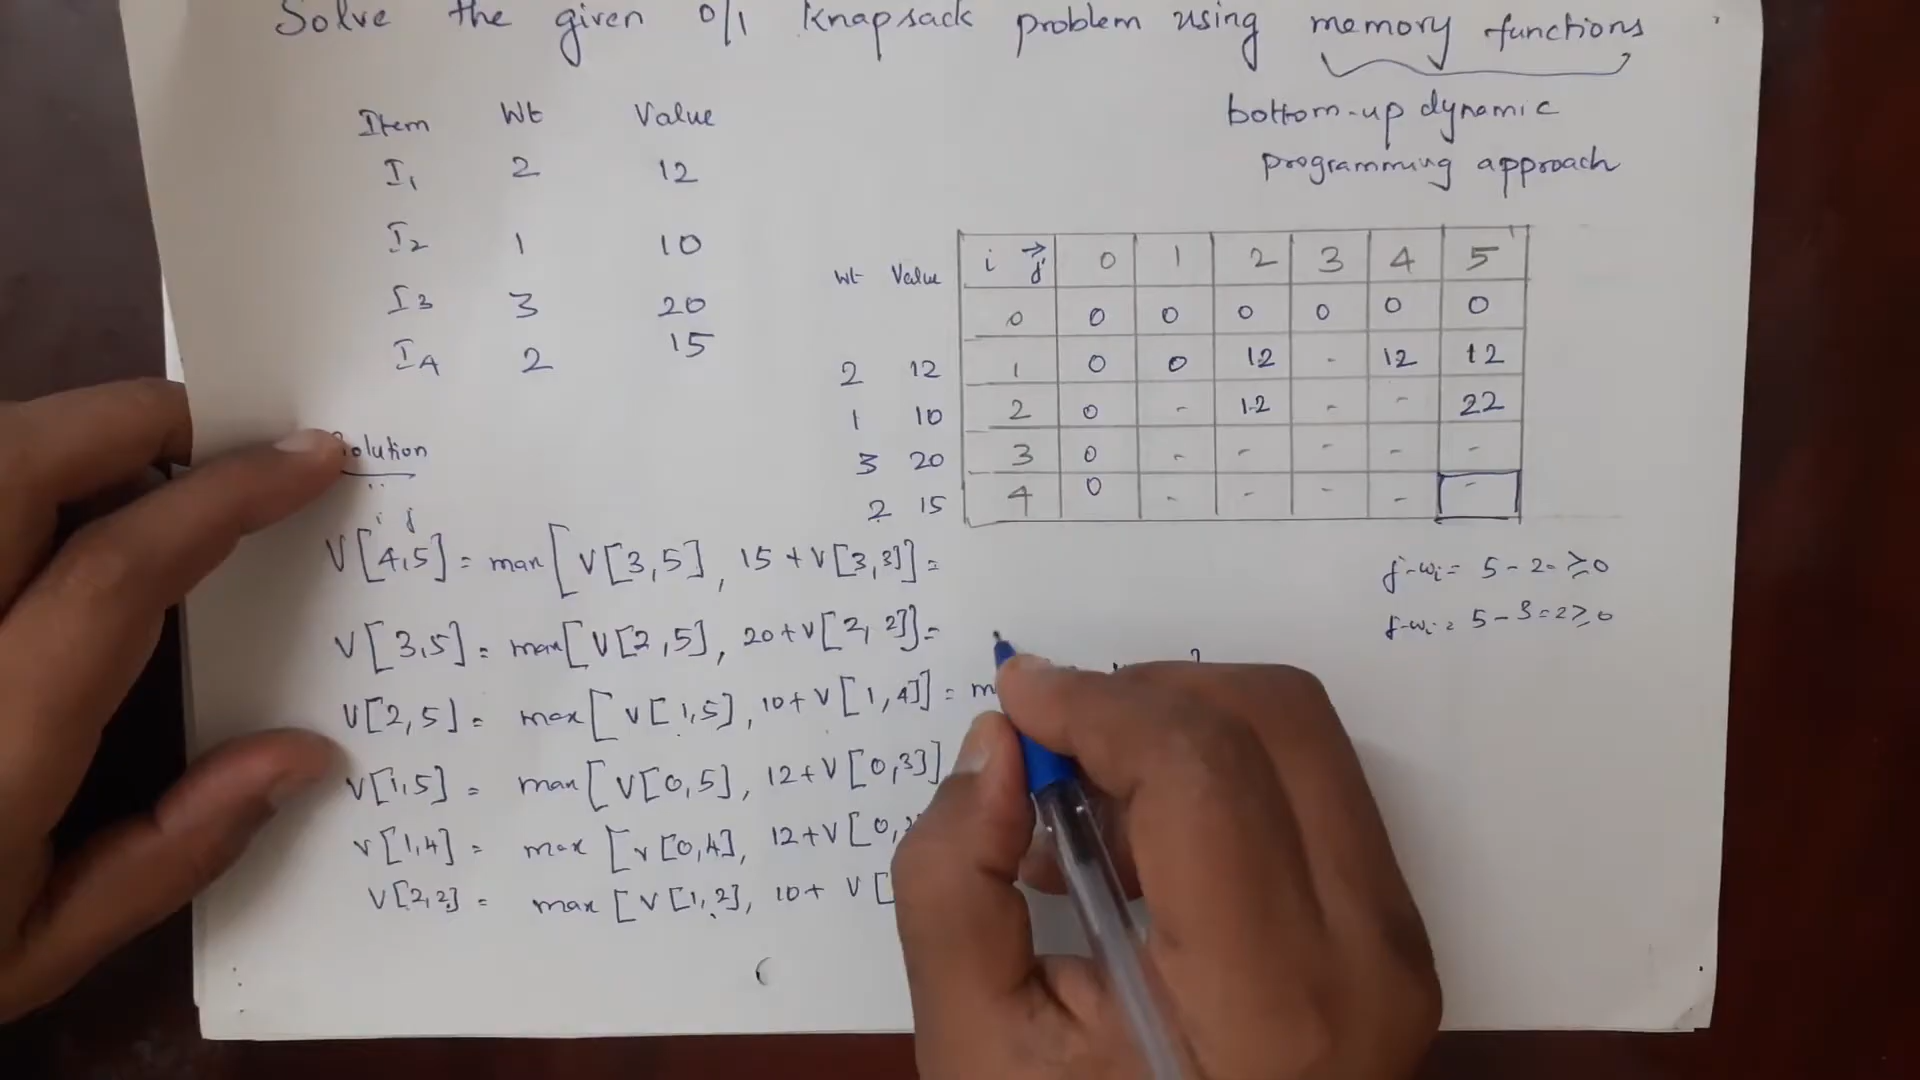 Solve the given 0/1 knapsack problem using memory functions
bottom-up dynamic
programming approach
Item Wt Value
I1 2 12
I2 1 10
I3 3 20
I4 2 15
Wt Value i j → 0 1 2 3 4 5
0 0 0 0 0 0 0
2 12 1 0 0 12 - 12 12
1 10 2 0 - 12 - - 22
3 20 3 0 - - - - -
2 15 4 0 - - - - -
Solution
i j
V[4,5] = max[V[3,5], 15+V[3,3]] =
j-wi = 5-2= ≥0
V[3,5] = max[V[2,5], 20+V[2,2]] =
j-wi = 5-3=2≥0
V[2,5] = max[V[1,5], 10+V[1,4]] = m
V[1,5] = max[V[0,5], 12+V[0,3]]
V[1,4] = max[V[0,4], 12+V[0,2
V[2,2] = max[V[1,2], 10+ V[